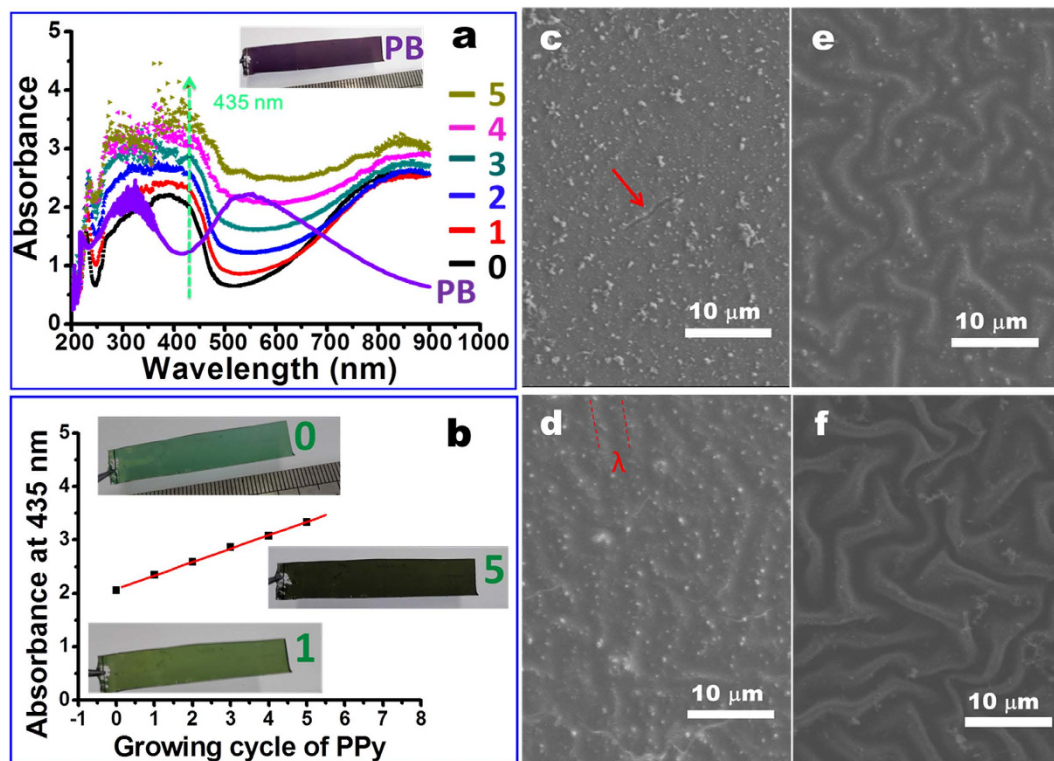 a
PB
435 nm
5
4
3
2
1
0
PB
Absorbance
5
4
3
2
1
0
200 300 400 500 600 700 800 900 1000
Wavelength (nm)
b
0
5
1
Absorbance at 435 nm
5
4
3
2
1
0
-1 0 1 2 3 4 5 6 7 8
Growing cycle of PPy
c
10 μm
e
10 μm
d
λ
10 μm
f
10 μm